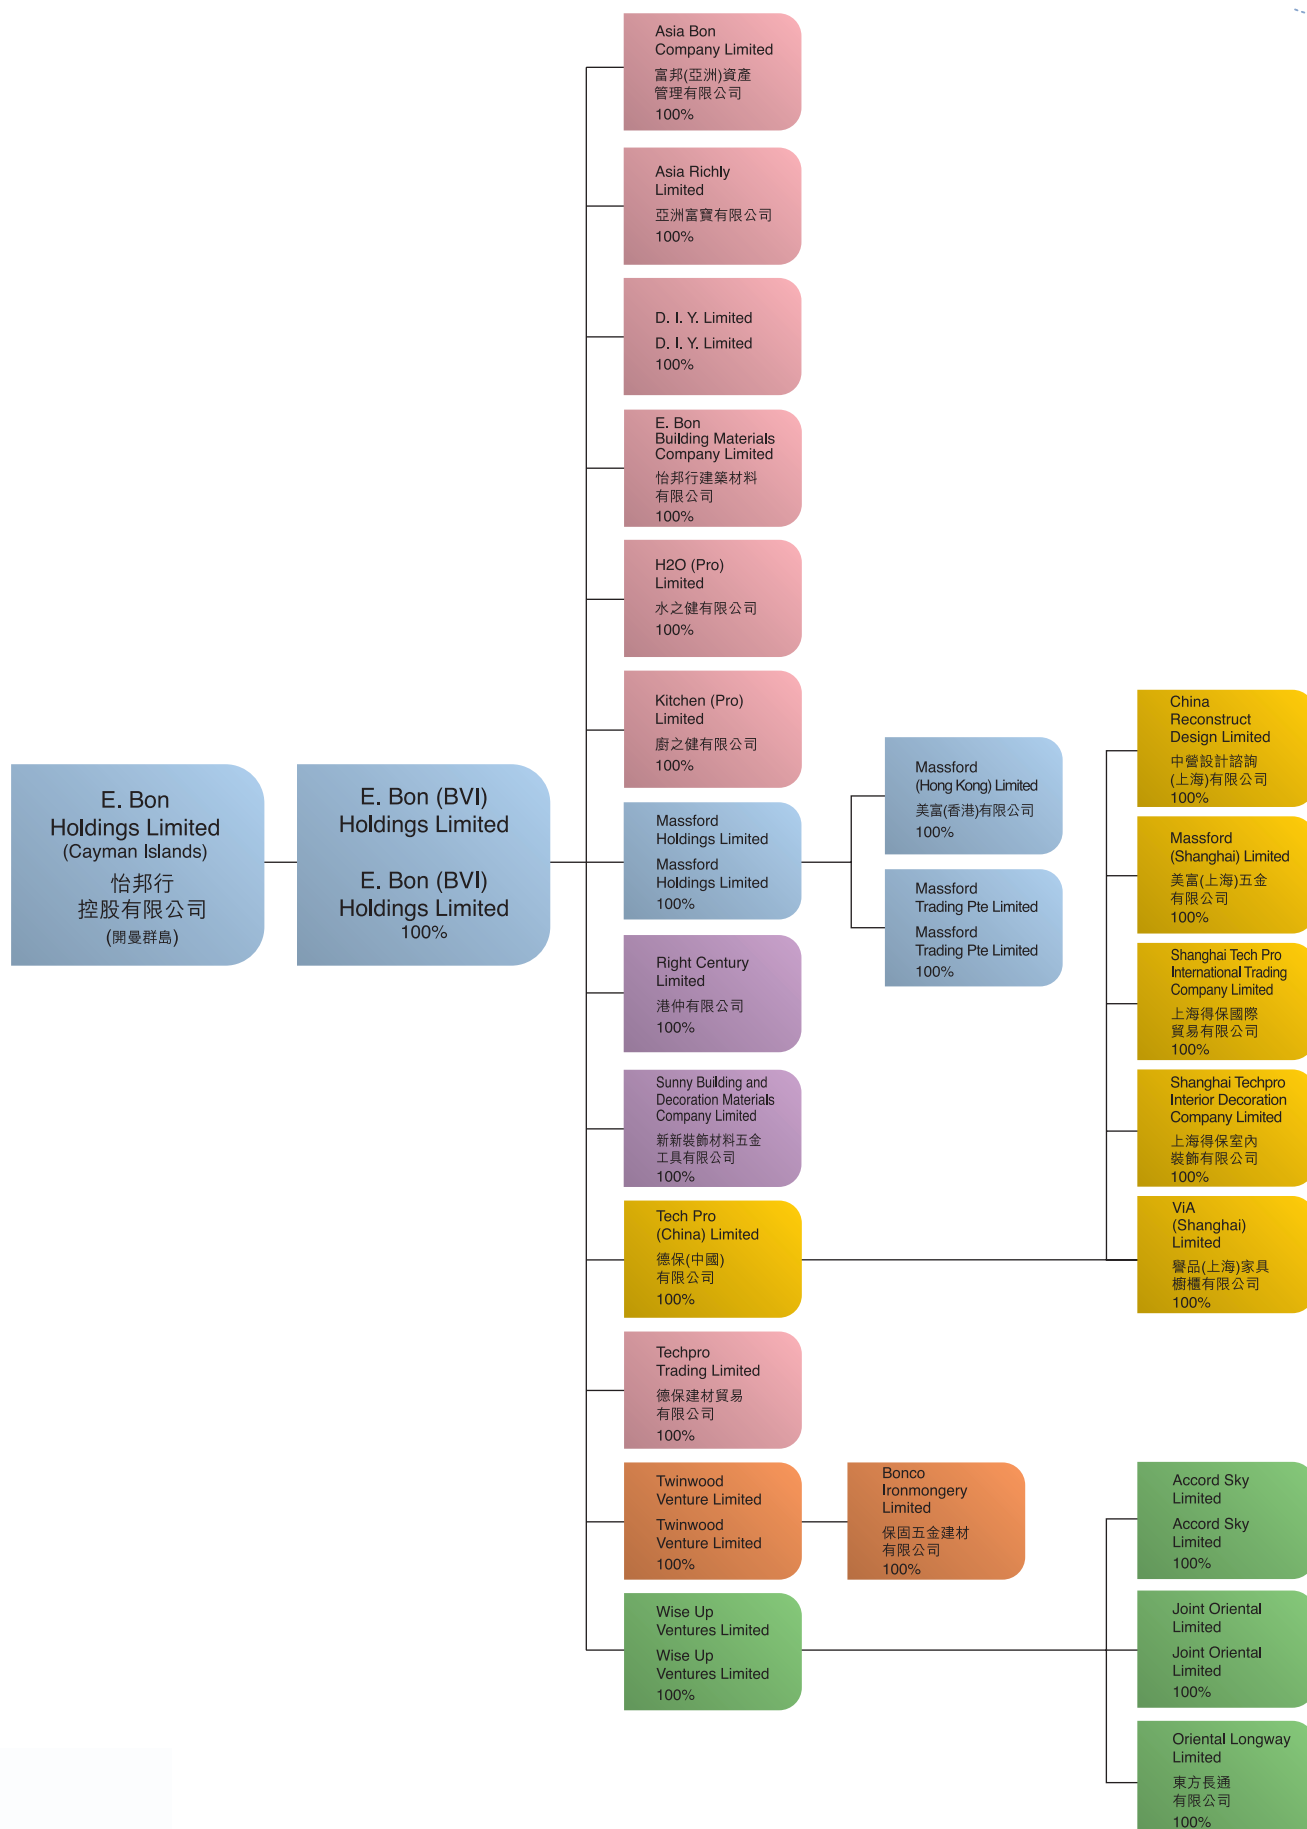 E. Bon
Holdings Limited
(Cayman Islands)
怡邦行
控股有限公司
(開曼群島)
E. Bon (BVI)
Holdings Limited
E. Bon (BVI)
Holdings Limited
100%
Asia Bon
Company Limited
富邦(亞洲)資產
管理有限公司
100%
Asia Richly
Limited
亞洲富寶有限公司
100%
D. I. Y. Limited
D. I. Y. Limited
100%
E. Bon
Building Materials
Company Limited
怡邦行建築材料
有限公司
100%
H2O (Pro)
Limited
水之健有限公司
100%
Kitchen (Pro)
Limited
廚之健有限公司
100%
Massford
Holdings Limited
Massford
Holdings Limited
100%
Massford
(Hong Kong) Limited
美富(香港)有限公司
100%
Massford
Trading Pte Limited
Massford
Trading Pte Limited
100%
Right Century
Limited
港仲有限公司
100%
Sunny Building and
Decoration Materials
Company Limited
新新裝飾材料五金
工具有限公司
100%
Tech Pro
(China) Limited
德保(中國)
有限公司
100%
China
Reconstruct
Design Limited
中營設計諮詢
(上海)有限公司
100%
Massford
(Shanghai) Limited
美富(上海)五金
有限公司
100%
Shanghai Tech Pro
International Trading
Company Limited
上海得保國際
貿易有限公司
100%
Shanghai Techpro
Interior Decoration
Company Limited
上海得保室內
裝飾有限公司
100%
ViA
(Shanghai)
Limited
譽品(上海)家具
櫥櫃有限公司
100%
Techpro
Trading Limited
德保建材貿易
有限公司
100%
Twinwood
Venture Limited
Twinwood
Venture Limited
100%
Bonco
Ironmongery
Limited
保固五金建材
有限公司
100%
Wise Up
Ventures Limited
Wise Up
Ventures Limited
100%
Accord Sky
Limited
Accord Sky
Limited
100%
Joint Oriental
Limited
Joint Oriental
Limited
100%
Oriental Longway
Limited
東方長通
有限公司
100%